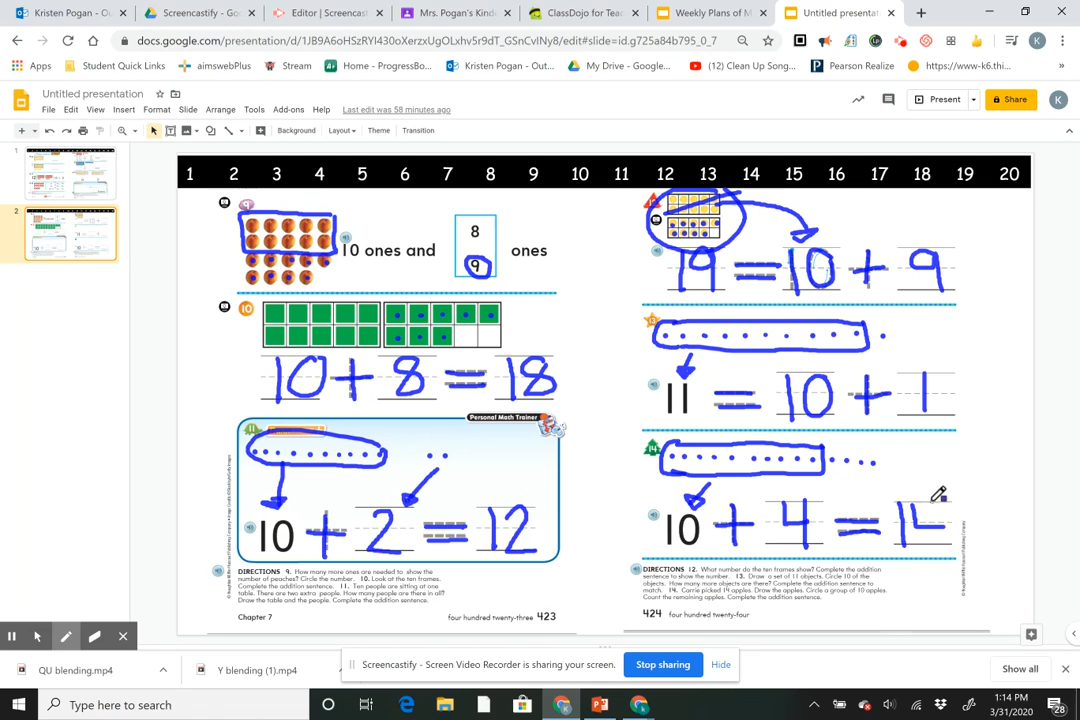 Kristen Pogan - Ou
Screencastify - Go
Editor | Screencast
Mrs. Pogan's Kind
ClassDojo for Teac
Weekly Plans of M
Untitled presentat
docs.google.com/presentation/d/1JB9A6oHSzRYI430oXerzxUgOLxhv5r9dT_GSnCvINy8/edit#slide=id.g725a84b795_0_7
K
Apps
Student Quick Links
aimswebPlus
Stream
Home - ProgressBo...
Kristen Pogan - Out...
My Drive - Google...
(12) Clean Up Song...
Pearson Realize
https://www-k6.thi...
»
Untitled presentation
File Edit View Insert Format Slide Arrange Tools Add-ons Help Last edit was 58 minutes ago
Present
Share
K
Background Layout Theme Transition
1
2
1 2 3 4 5 6 7 8 9 10 11 12 13 14 15 16 17 18 19 20
9
10 ones and
8
9
ones
10
10 + 8 = 18
Personal Math Trainer
11
10 + 2 = 12
DIRECTIONS 9. How many more ones are needed to show the
number of peaches? Circle the number. 10. Look at the ten frames.
Complete the addition sentence. 11. Ten people are sitting at one
table. There are two extra people. How many people are there in all?
Draw the table and the people. Complete the addition sentence.
Chapter 7
four hundred twenty-three 423
12
19 = 10 + 9
13
11 = 10 + 1
14
10 + 4 = 14
DIRECTIONS 12. What number do the ten frames show? Complete the addition
sentence to show the number. 13. Draw a set of 11 objects. Circle 10 of the
objects. How many more objects are there? Complete the addition sentence to
match. 14. Carrie picked 14 apples. Draw the apples. Circle a group of 10 apples.
Count the remaining apples. Complete the addition sentence.
424 four hundred twenty-four
Screencastify - Screen Video Recorder is sharing your screen.
Stop sharing
Hide
QU blending.mp4
Y blending (1).mp4
Show all
Type here to search
1:14 PM
3/31/2020
28